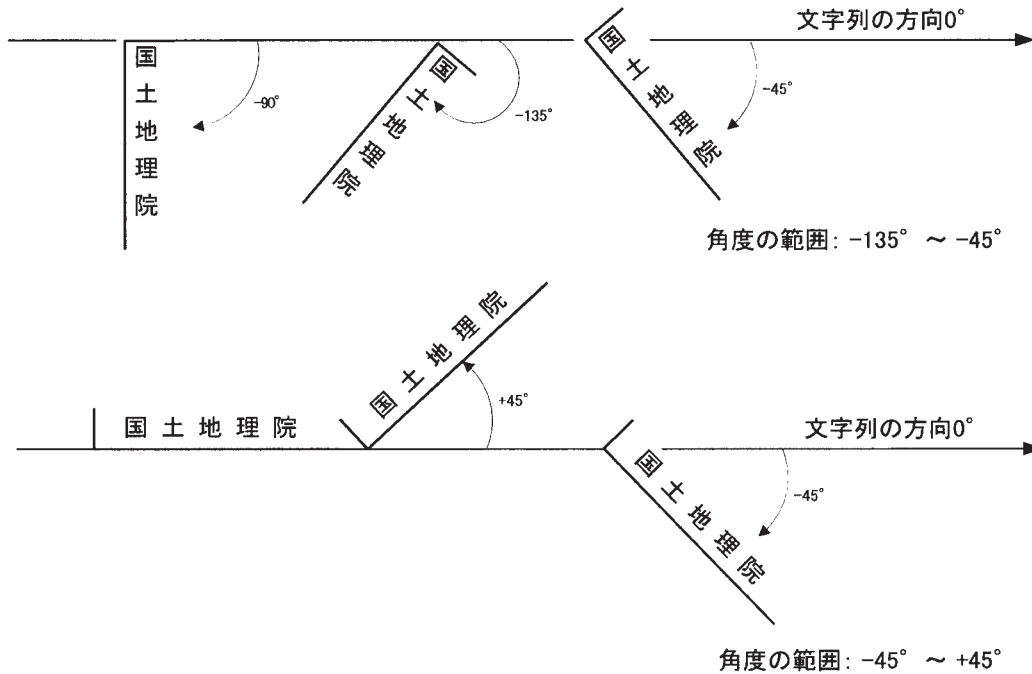 文字列の方向0°
国土地理院
-90°
国土地理院
-135°
国土地理院
-45°
角度の範囲: -135° ～ -45°
国土地理院
国土地理院
+45°
文字列の方向0°
国土地理院
-45°
角度の範囲: -45° ～ +45°